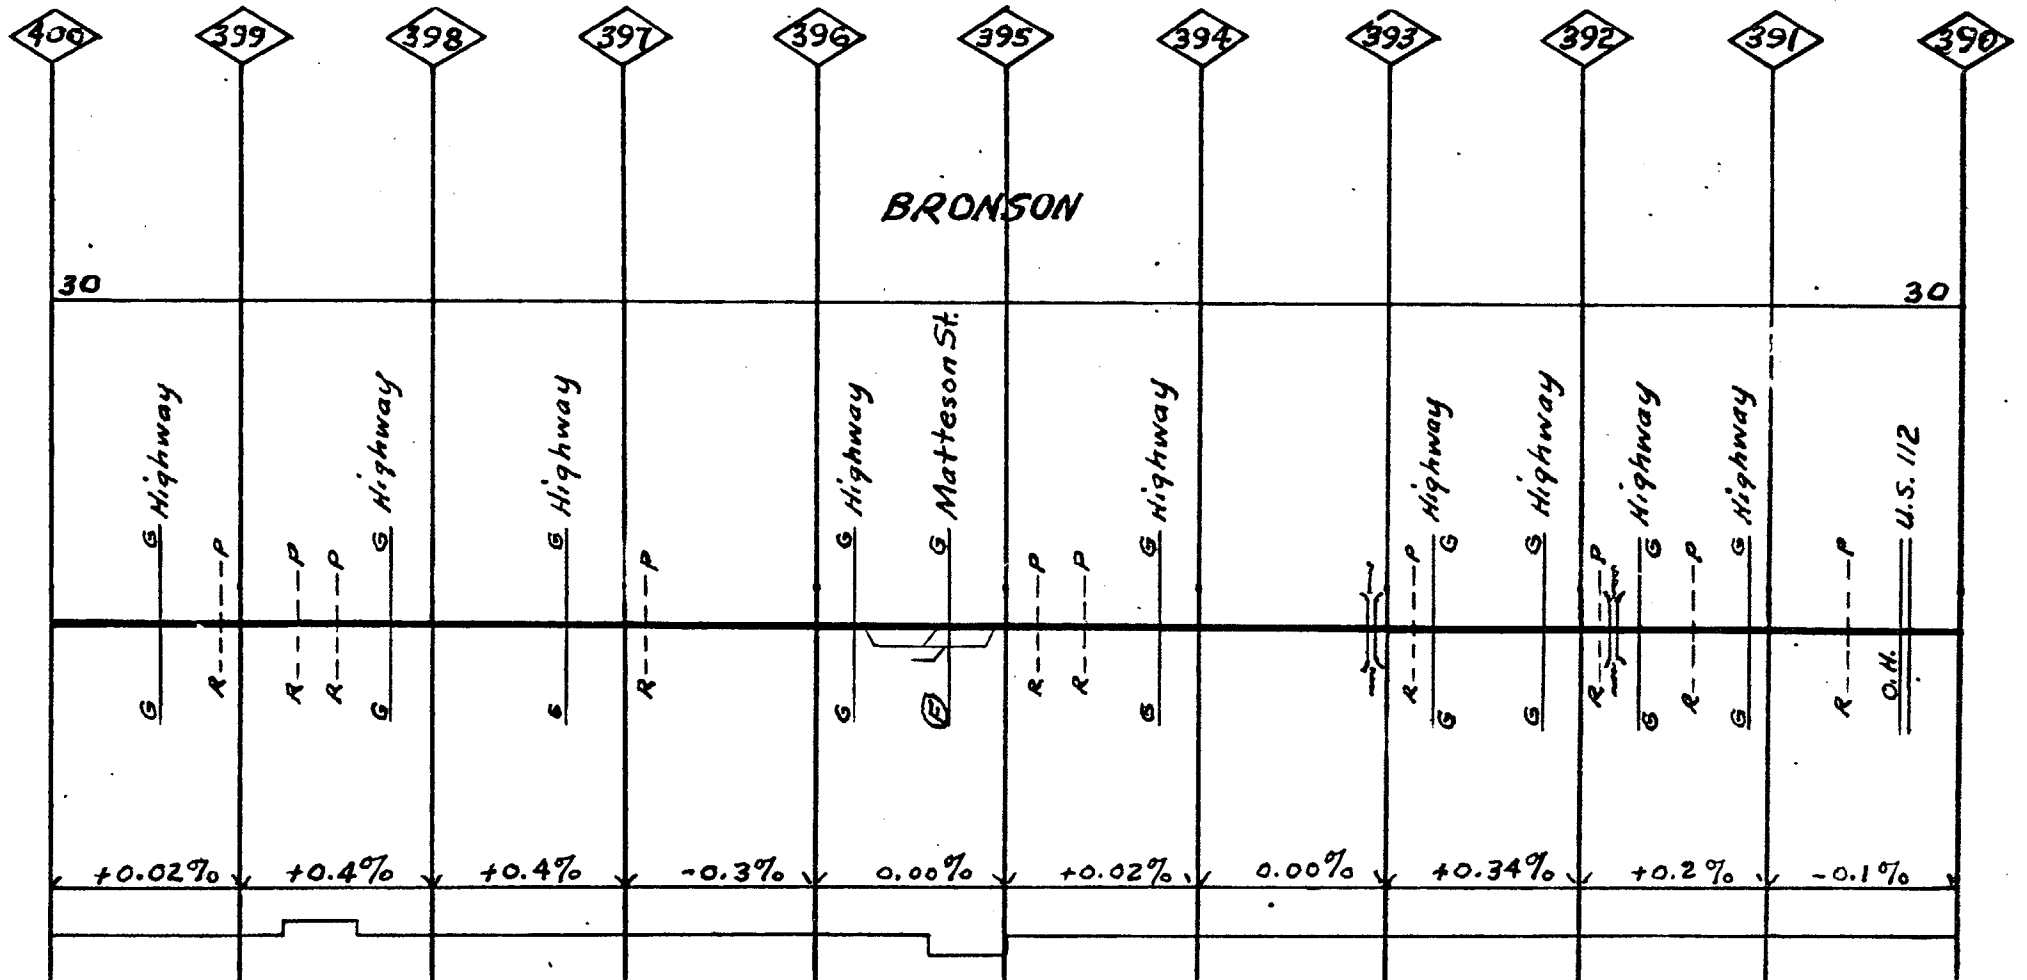 400 399 398 397 396 395 394 393 392 391 390
BRONSON
30 30
Highway Highway Highway Highway Matteson St. Highway Highway Highway Highway Highway U.S. 112
G G G G G G G G G G
P P P P P P P P P P
R R R R R R R R R R
O.H.
G G G G E G G G G G
+0.02% +0.4% +0.4% -0.3% 0.00% +0.02% 0.00% +0.34% +0.2% -0.1%